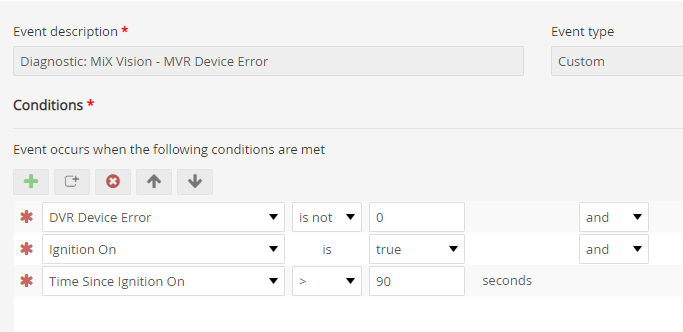 Event description * Event type
Diagnostic: MiX Vision - MVR Device Error Custom
Conditions *
Event occurs when the following conditions are met
DVR Device Error is not 0 and
Ignition On is true and
Time Since Ignition On > 90 seconds